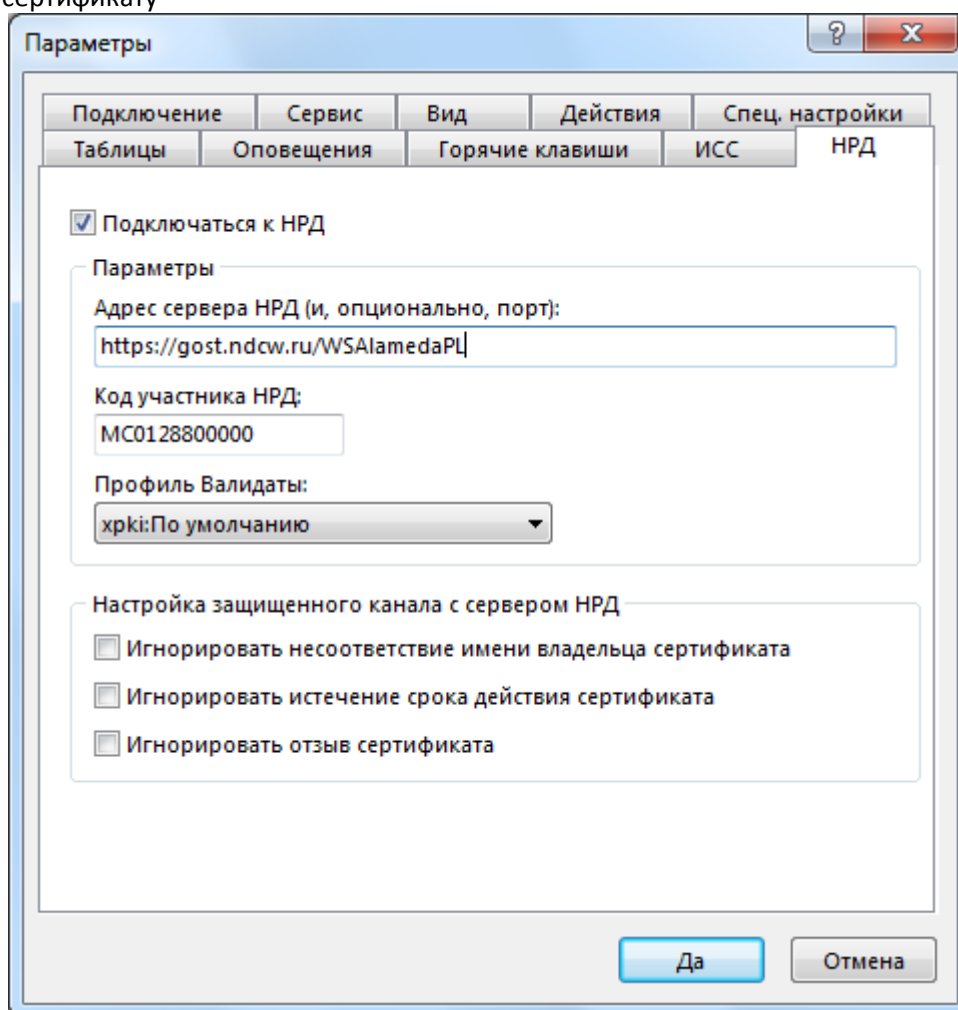 сертификату
Параметры
Подключение Сервис Вид Действия Спец. настройки
Таблицы Оповещения Горячие клавиши ИСС НРД
Подключаться к НРД
Параметры
Адрес сервера НРД (и, опционально, порт):
https://gost.ndcw.ru/WSAlamedaPL
Код участника НРД:
MC0128800000
Профиль Валидаты:
xpki:По умолчанию
Настройка защищенного канала с сервером НРД
Игнорировать несоответствие имени владельца сертификата
Игнорировать истечение срока действия сертификата
Игнорировать отзыв сертификата
Да Отмена